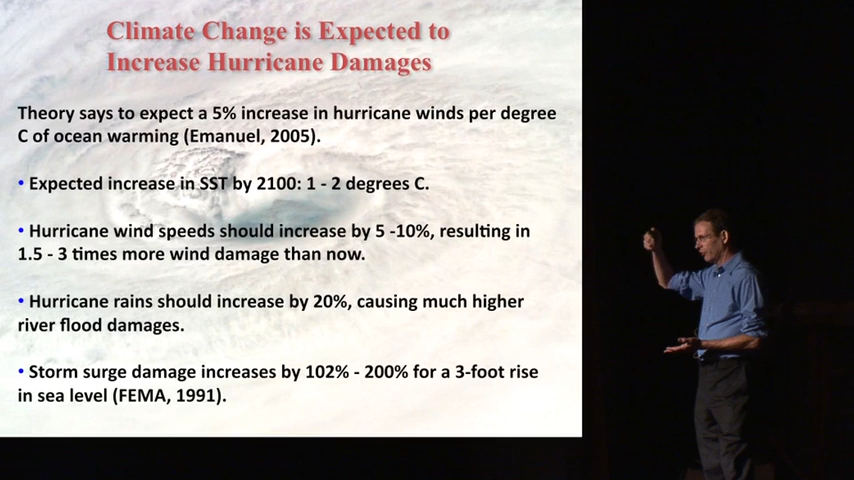 Climate Change is Expected to
Increase Hurricane Damages
Theory says to expect a 5% increase in hurricane winds per degree
C of ocean warming (Emanuel, 2005).
• Expected increase in SST by 2100: 1 - 2 degrees C.
• Hurricane wind speeds should increase by 5 -10%, resulting in
1.5 - 3 times more wind damage than now.
• Hurricane rains should increase by 20%, causing much higher
river flood damages.
• Storm surge damage increases by 102% - 200% for a 3-foot rise
in sea level (FEMA, 1991).